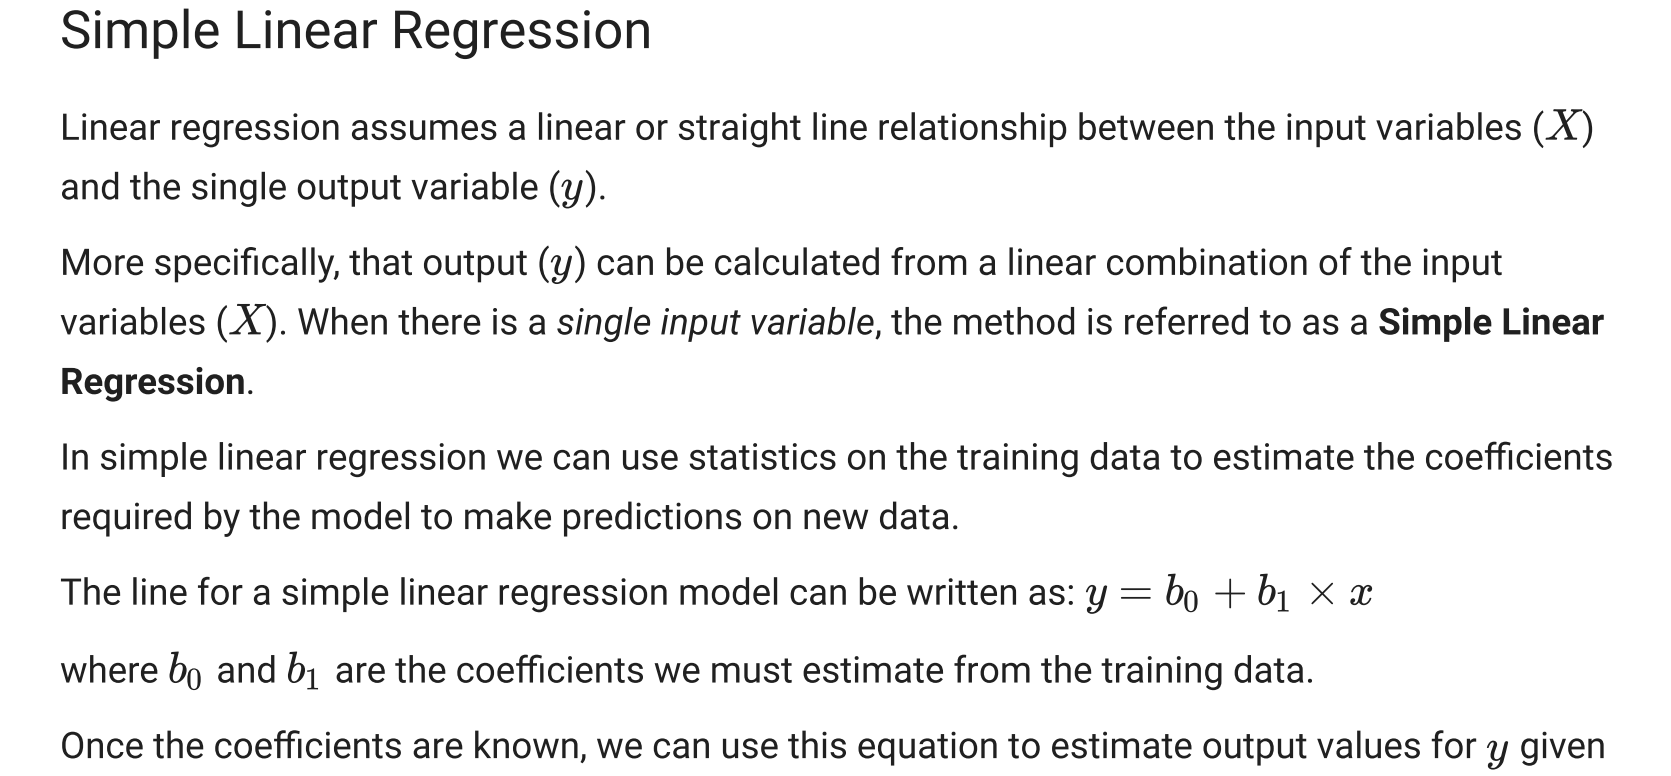 Simple Linear Regression
Linear regression assumes a linear or straight line relationship between the input variables (X)
and the single output variable (y).
More specifically, that output (y) can be calculated from a linear combination of the input
variables (X). When there is a single input variable, the method is referred to as a Simple Linear
Regression.
In simple linear regression we can use statistics on the training data to estimate the coefficients
required by the model to make predictions on new data.
The line for a simple linear regression model can be written as: y = b₀ + b₁ × x
where b₀ and b₁ are the coefficients we must estimate from the training data.
Once the coefficients are known, we can use this equation to estimate output values for y given